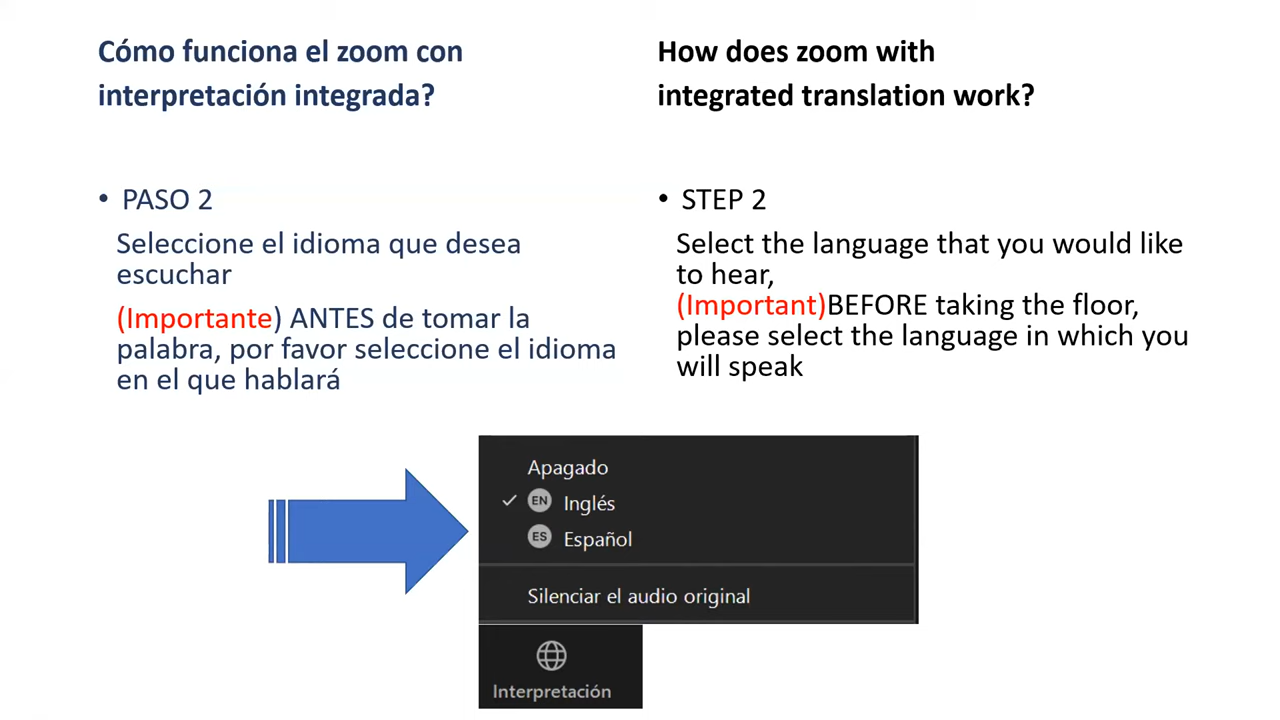 Cómo funciona el zoom con
interpretación integrada?
• PASO 2
Seleccione el idioma que desea
escuchar
(Importante) ANTES de tomar la
palabra, por favor seleccione el idioma
en el que hablará
How does zoom with
integrated translation work?
• STEP 2
Select the language that you would like
to hear,
(Important)BEFORE taking the floor,
please select the language in which you
will speak
Apagado
EN Inglés
ES Español
Silenciar el audio original
Interpretación